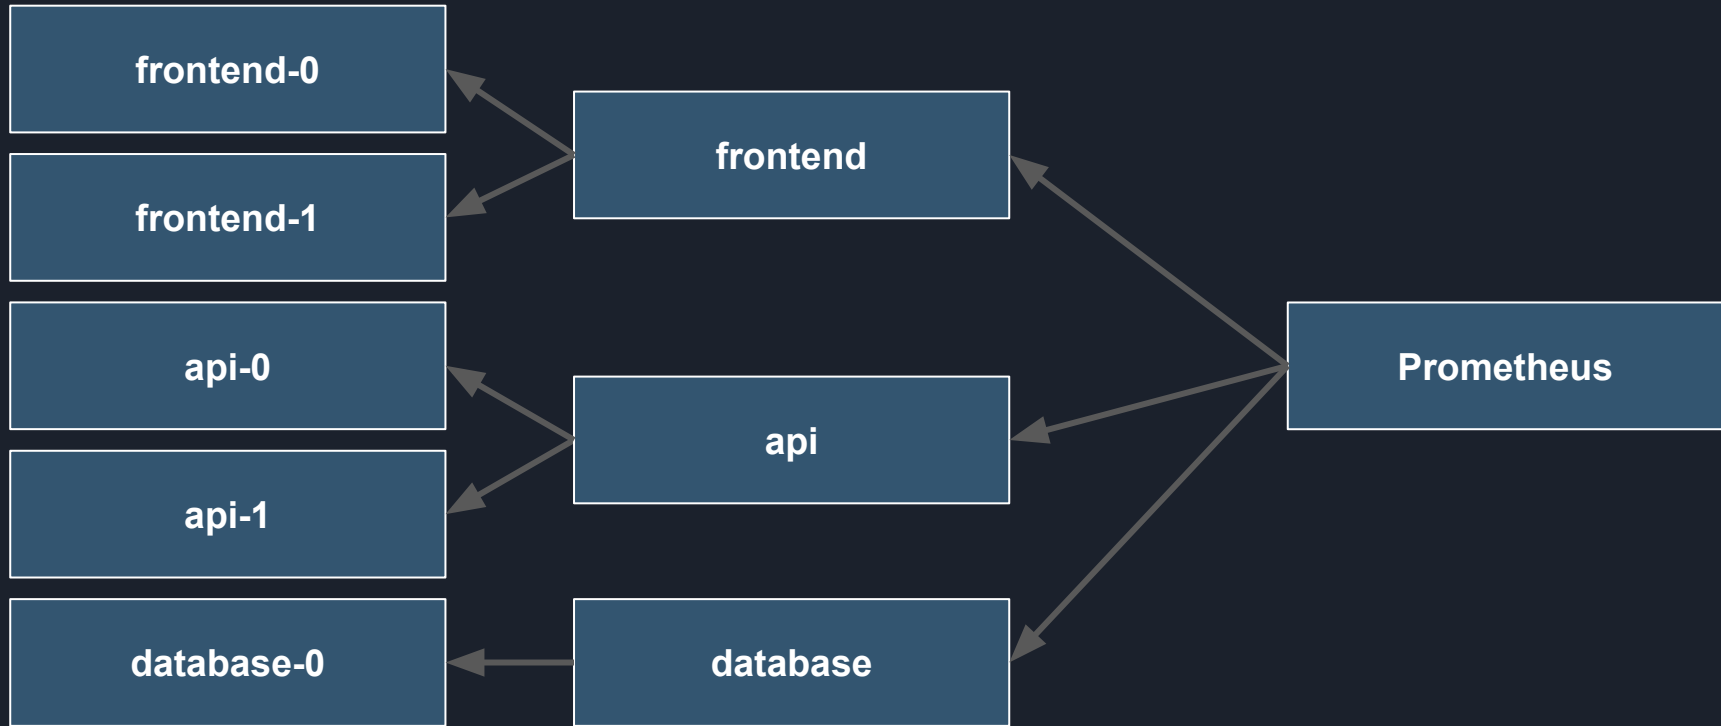 frontend-0
frontend-1
api-0
api-1
database-0
frontend
api
database
Prometheus